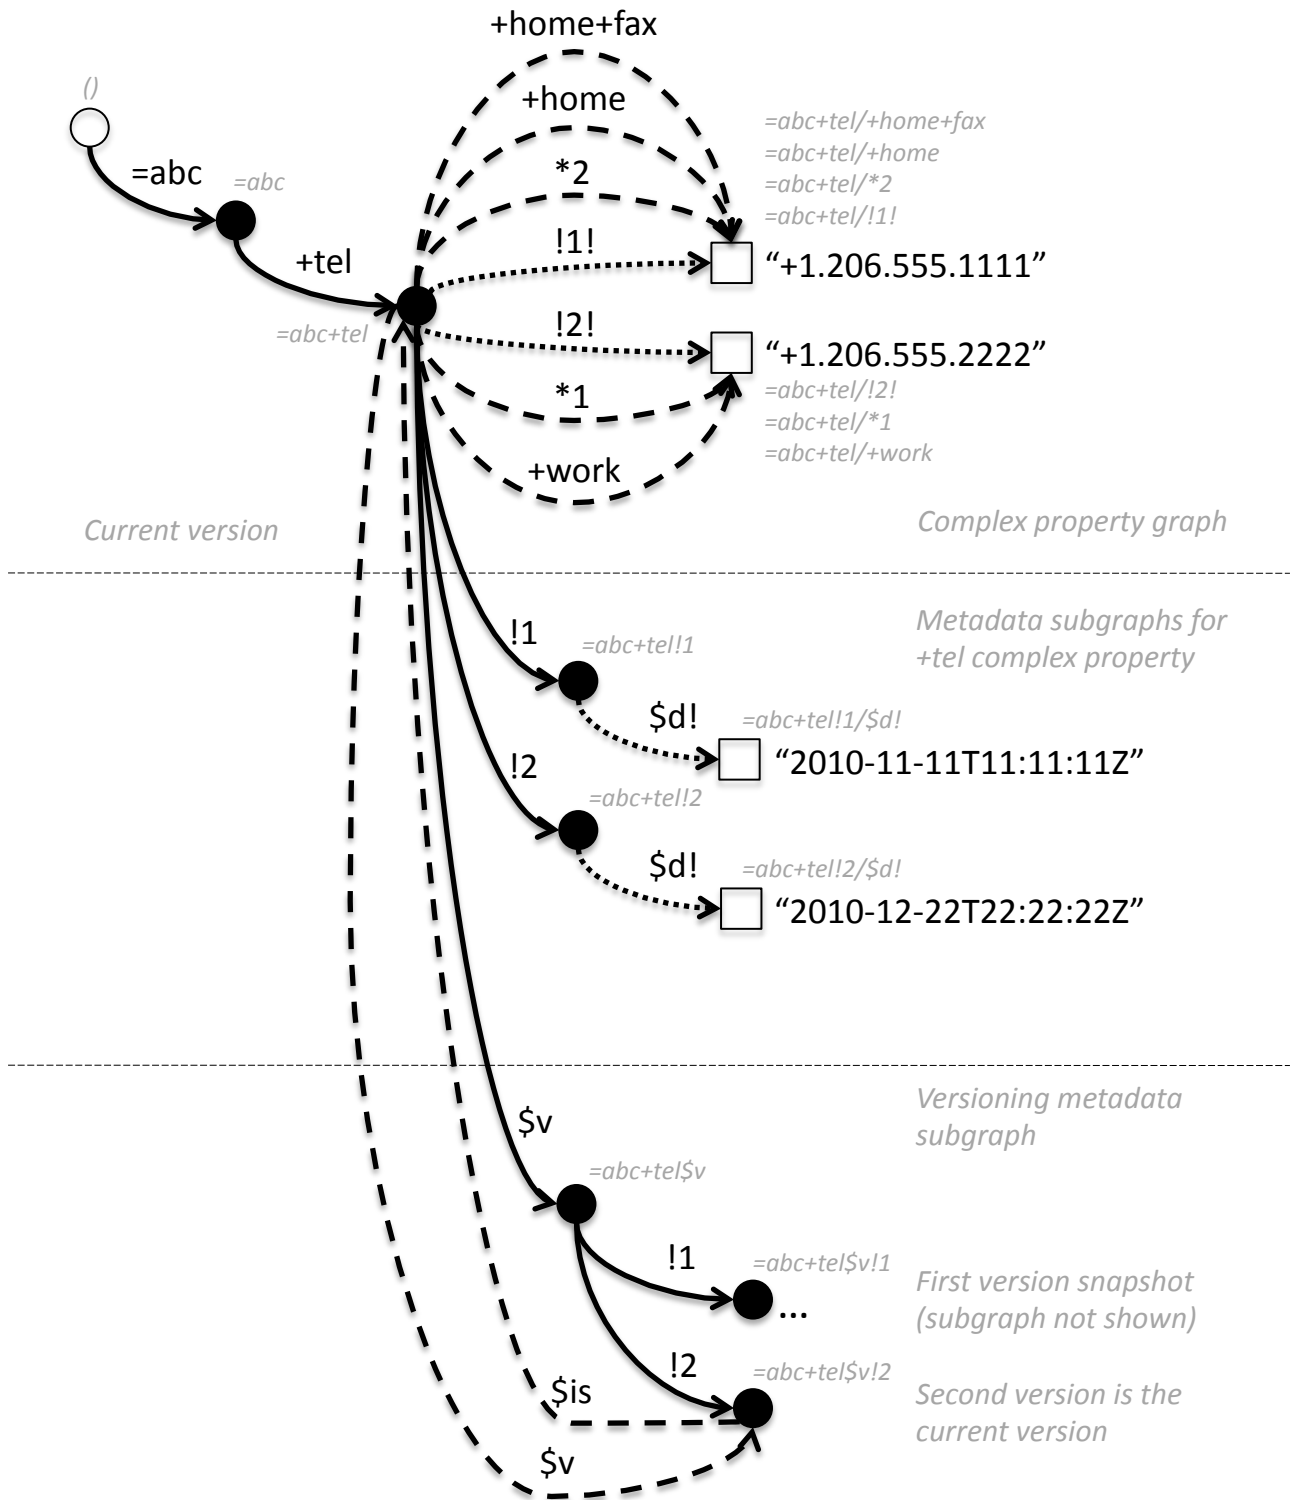 +home+fax
()
+home
=abc+tel/+home+fax
=abc+tel/+home
*2
=abc
=abc
=abc+tel/*2
=abc+tel/!1!
!1!
+tel
“+1.206.555.1111”
=abc+tel
!2!
“+1.206.555.2222”
*1
=abc+tel/!2!
=abc+tel/*1
=abc+tel/+work
+work
Current version
Complex property graph
Metadata subgraphs for
+tel complex property
!1
=abc+tel!1
$d!
=abc+tel!1/$d!
“2010-11-11T11:11:11Z”
!2
=abc+tel!2
$d!
=abc+tel!2/$d!
“2010-12-22T22:22:22Z”
Versioning metadata
subgraph
$v
=abc+tel$v
!1
=abc+tel$v!1
...
First version snapshot
(subgraph not shown)
!2
=abc+tel$v!2
$is
Second version is the
current version
$v